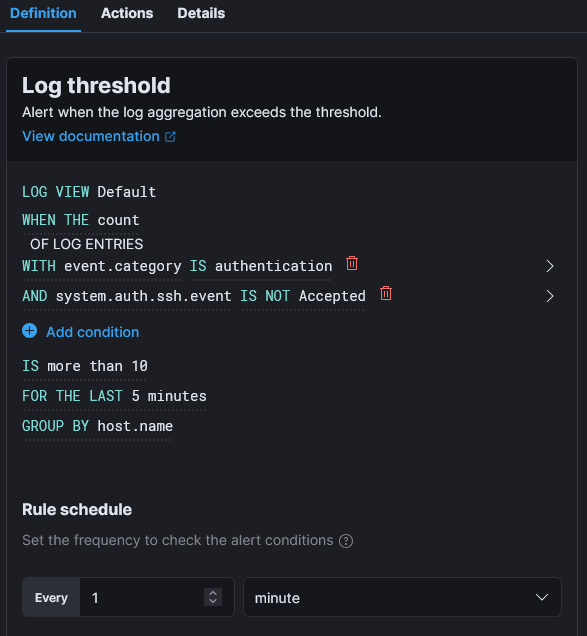 Definition Actions Details
Log threshold
Alert when the log aggregation exceeds the threshold.
View documentation
LOG VIEW Default
WHEN THE count
OF LOG ENTRIES
WITH event.category IS authentication
AND system.auth.ssh.event IS NOT Accepted
Add condition
IS more than 10
FOR THE LAST 5 minutes
GROUP BY host.name
Rule schedule
Set the frequency to check the alert conditions
Every 1 minute